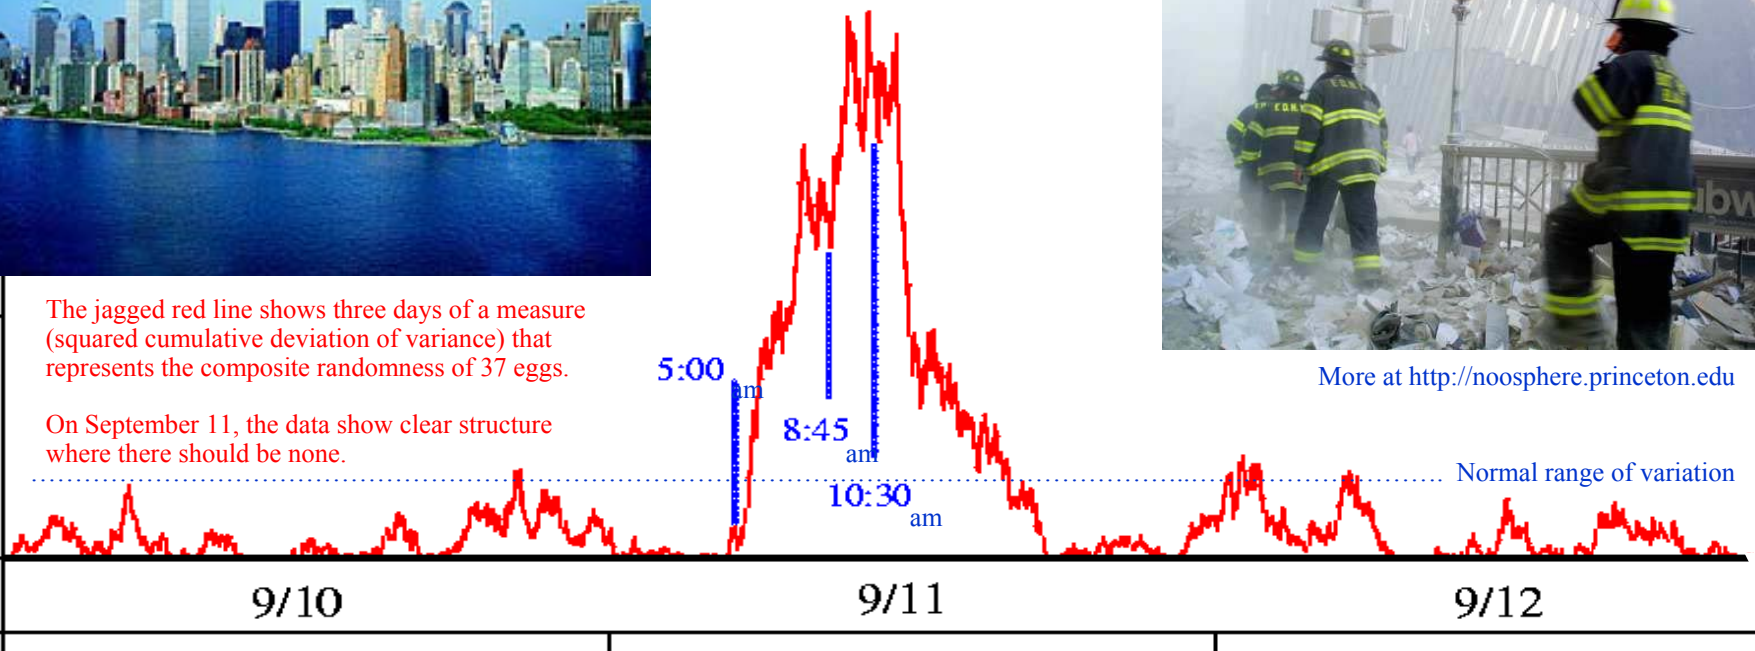 The jagged red line shows three days of a measure
(squared cumulative deviation of variance) that
represents the composite randomness of 37 eggs.
On September 11, the data show clear structure
where there should be none.
5:00
am
8:45
am
10:30
am
More at http://noosphere.princeton.edu
Normal range of variation
9/10
9/11
9/12